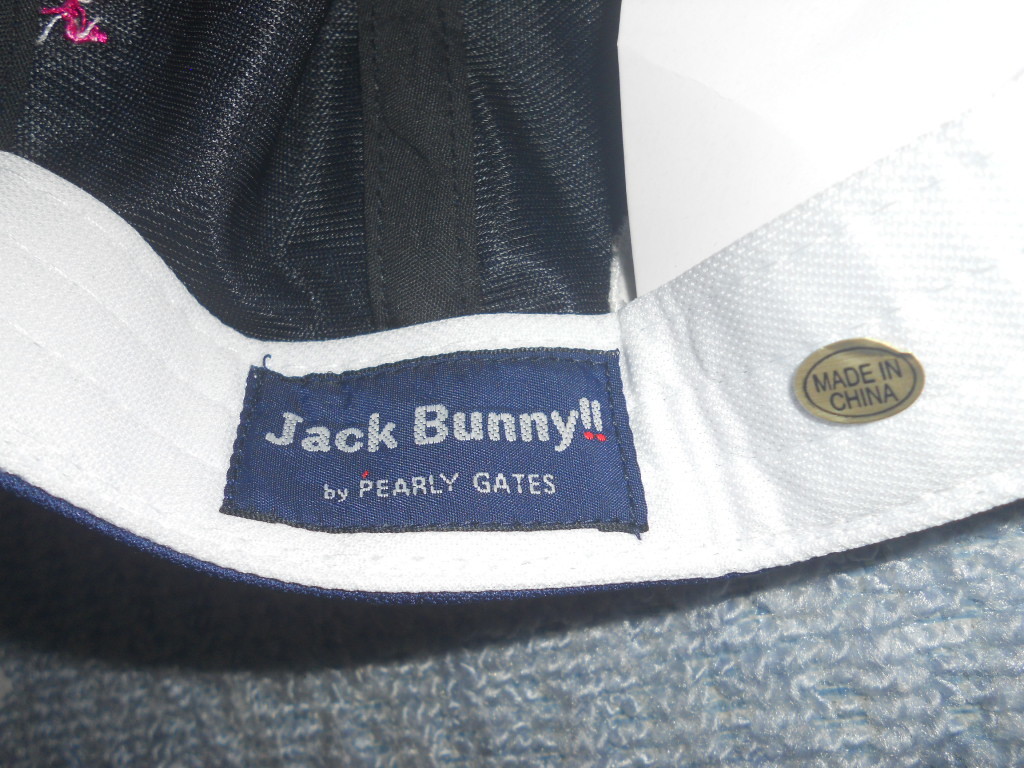 Jack Bunny!!
by PEARLY GATES
MADE IN
CHINA